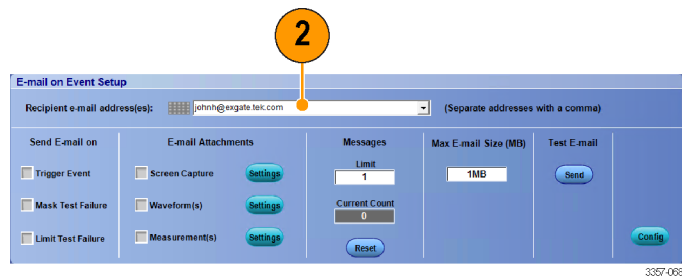 2
E-mail on Event Setup
Recipient e-mail address(es): johnh@exgate.tek.com (Separate addresses with a comma)
Send E-mail on E-mail Attachments Messages Max E-mail Size (MB) Test E-mail
Limit
Trigger Event Screen Capture Settings 1 1MB Send
Mask Test Failure Waveform(s) Settings Current Count
0
Limit Test Failure Measurement(s) Settings Reset Config
3357-068